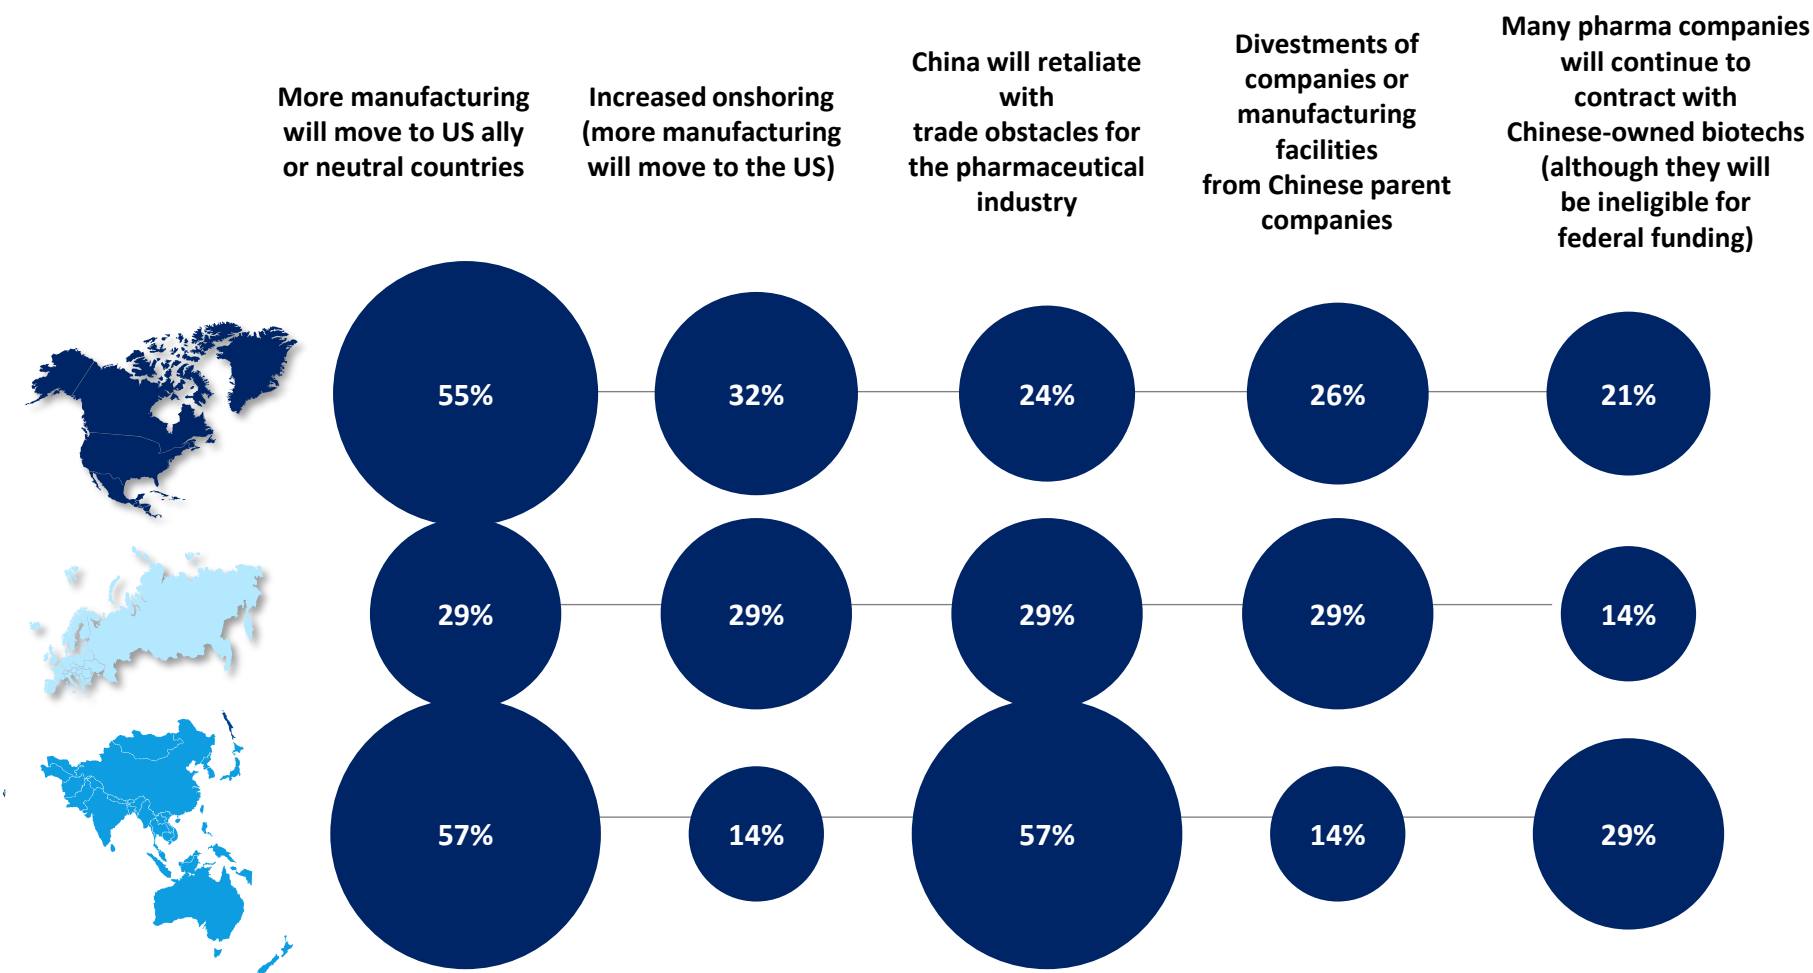 More manufacturing
will move to US ally
or neutral countries
Increased onshoring
(more manufacturing
will move to the US)
China will retaliate
with
trade obstacles for
the pharmaceutical
industry
Divestments of
companies or
manufacturing
facilities
from Chinese parent
companies
Many pharma companies
will continue to
contract with
Chinese-owned biotechs
(although they will
be ineligible for
federal funding)
55%
32%
24%
26%
21%
29%
29%
29%
29%
14%
57%
14%
57%
14%
29%